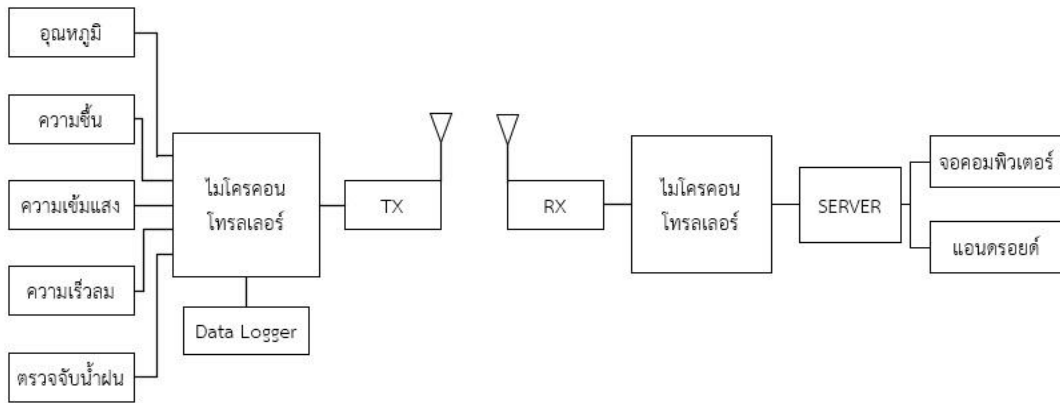 อุณหภูมิ
ความชื้น
ความเข้มแสง
ความเร็วลม
ตรวจจับน้ำฝน
ไมโครคอน
โทรลเลอร์
Data Logger
TX
RX
ไมโครคอน
โทรลเลอร์
SERVER
จอคอมพิวเตอร์
แอนดรอยด์